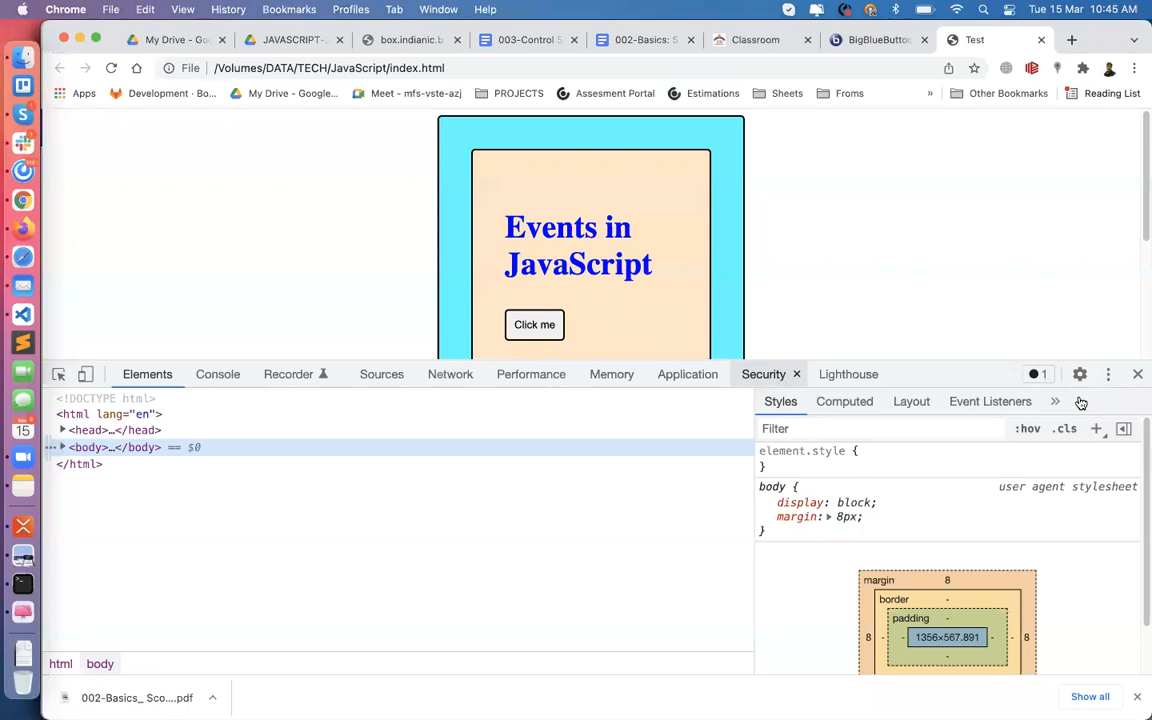 Chrome File Edit View History Bookmarks Profiles Tab Window Help Tue 15 Mar 10:45 AM
My Drive - Goo JAVASCRIPT- box.indianic.b 003-Control S 002-Basics: S Classroom BigBlueButto Test
File /Volumes/DATA/TECH/JavaScript/index.html
Apps Development · Bo... My Drive - Google... Meet - mfs-vste-azj PROJECTS Assesment Portal Estimations Sheets Froms » Other Bookmarks Reading List
Events in
JavaScript
Click me
Elements Console Recorder Sources Network Performance Memory Application Security Lighthouse 1
<!DOCTYPE html>
<html lang="en">
<head>…</head>
<body>…</body> == $0
</html>
Styles Computed Layout Event Listeners »
Filter :hov .cls +
element.style {
}
body { user agent stylesheet
display: block;
margin: 8px;
}
margin 8
border -
padding -
8 - - 1356×567.891 - - 8
-
html body
002-Basics_ Sco....pdf Show all
15